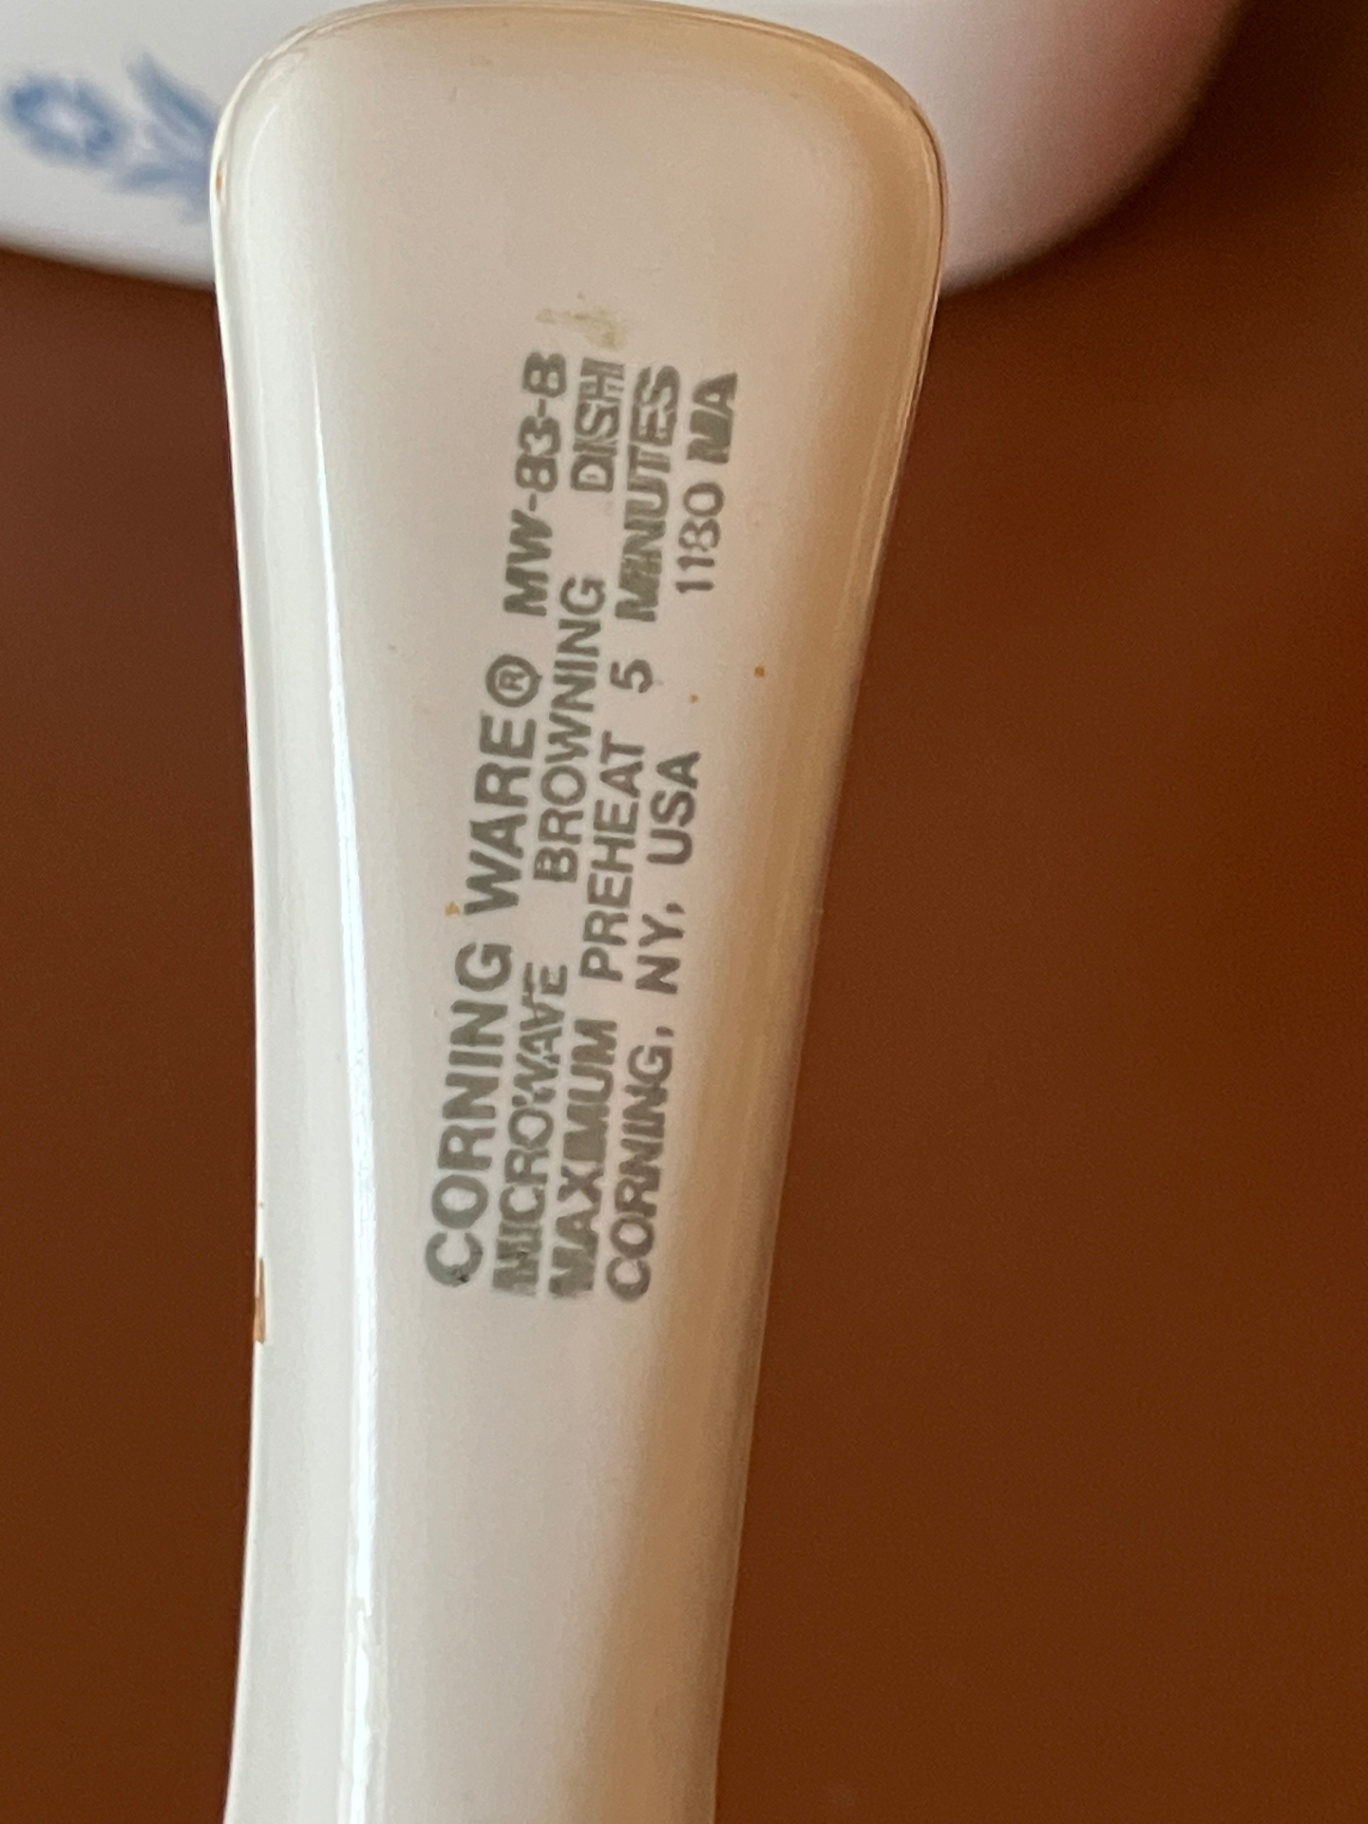 CORNING WARE® MW-83-B
MICROWAVE BROWNING DISH
MAXIMUM PREHEAT 5 MINUTES
CORNING, NY, USA 1180 MA